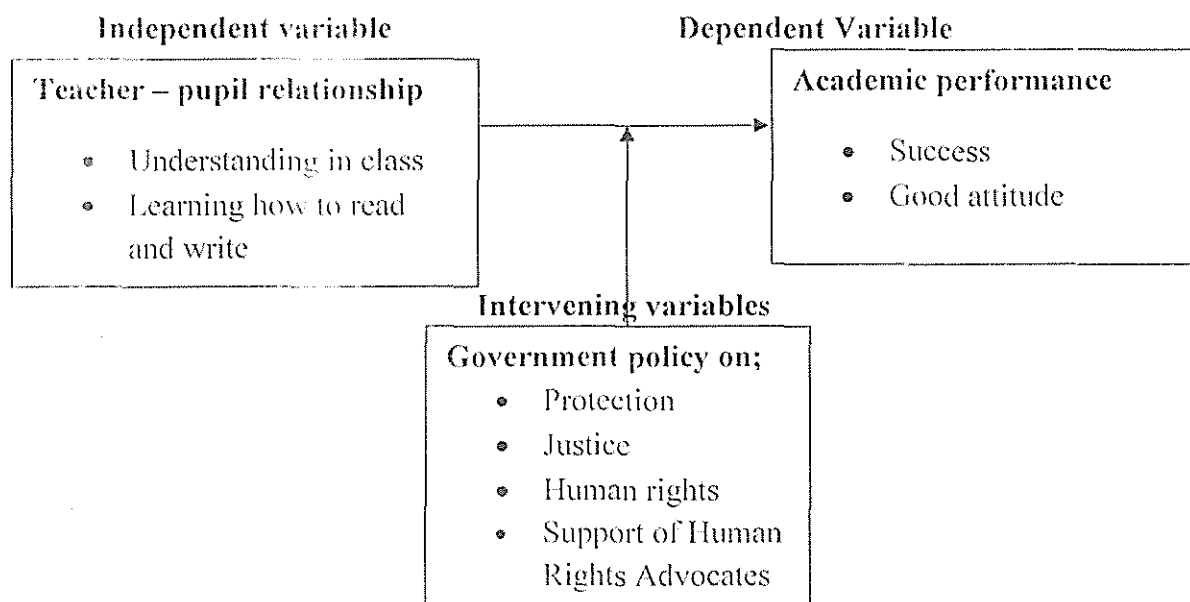 Independent variable
Teacher – pupil relationship
• Understanding in class
• Learning how to read
and write
Dependent Variable
Academic performance
• Success
• Good attitude
Intervening variables
Government policy on;
• Protection
• Justice
• Human rights
• Support of Human
Rights Advocates